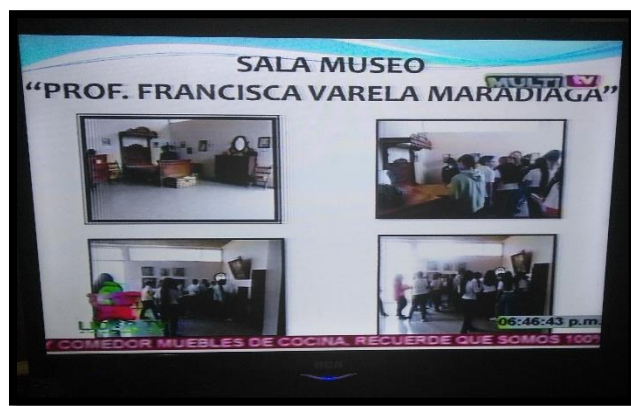 SALA MUSEO
MULTI tv
“PROF. FRANCISCA VARELA MARADIAGA”
06:46:43 p.m.
Y COMEDOR MUEBLES DE COCINA. RECUERDE QUE SOMOS 100%
RCA